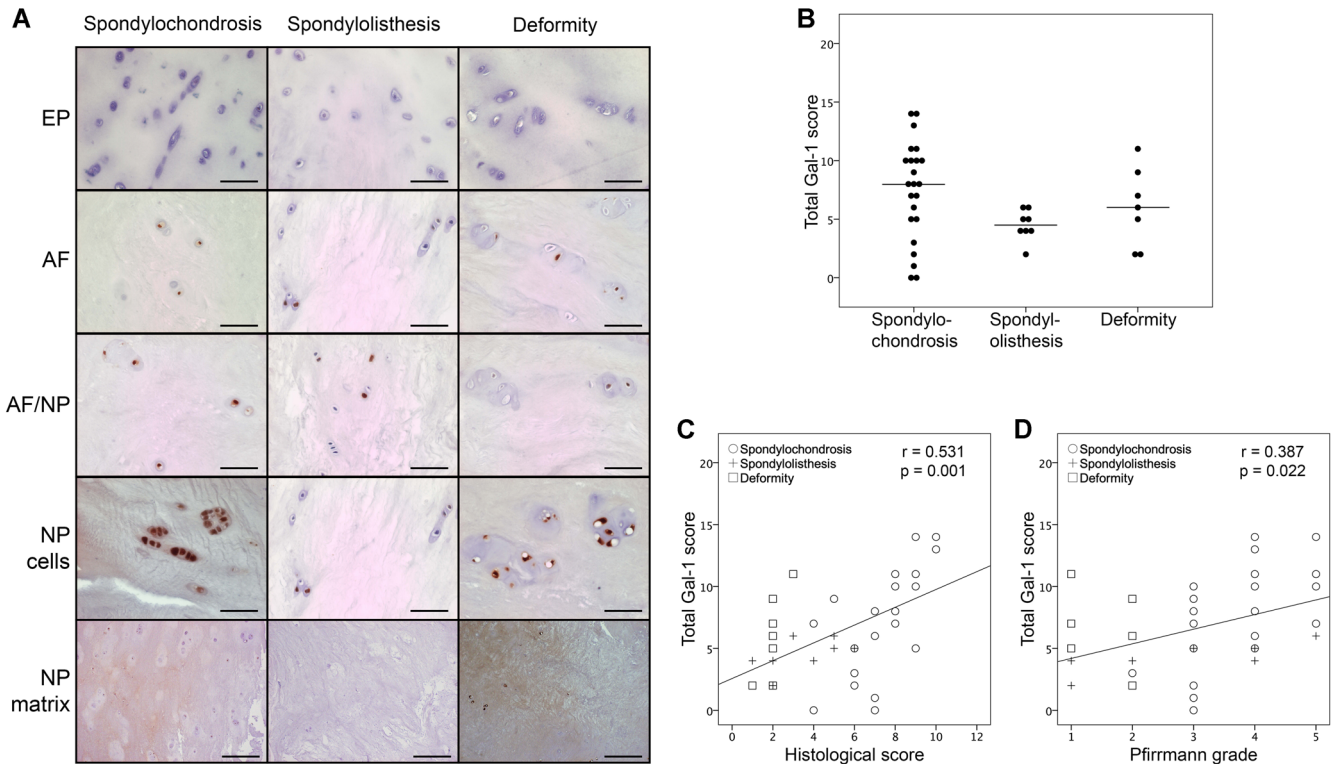 A
Spondylochondrosis
Spondylolisthesis
Deformity
EP
AF
AF/NP
NP
cells
NP
matrix
B
Total Gal-1 score
20
15
10
5
0
Spondylo-
chondrosis
Spondyl-
olisthesis
Deformity
C
Total Gal-1 score
20
15
10
5
0
Spondylochondrosis
Spondylolisthesis
Deformity
r = 0.531
p = 0.001
0 2 4 6 8 10 12
Histological score
D
Total Gal-1 score
20
15
10
5
0
Spondylochondrosis
Spondylolisthesis
Deformity
r = 0.387
p = 0.022
1 2 3 4 5
Pfirrmann grade